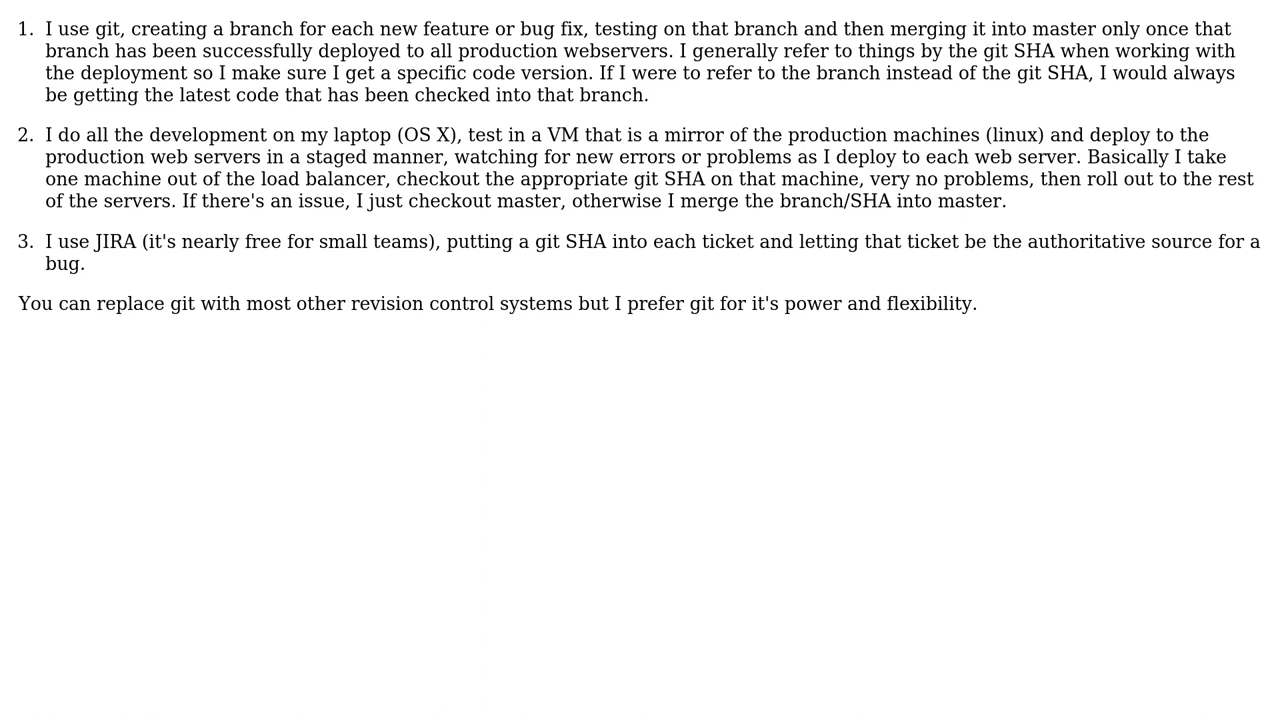 1. I use git, creating a branch for each new feature or bug fix, testing on that branch and then merging it into master only once that
branch has been successfully deployed to all production webservers. I generally refer to things by the git SHA when working with
the deployment so I make sure I get a specific code version. If I were to refer to the branch instead of the git SHA, I would always
be getting the latest code that has been checked into that branch.
2. I do all the development on my laptop (OS X), test in a VM that is a mirror of the production machines (linux) and deploy to the
production web servers in a staged manner, watching for new errors or problems as I deploy to each web server. Basically I take
one machine out of the load balancer, checkout the appropriate git SHA on that machine, very no problems, then roll out to the rest
of the servers. If there's an issue, I just checkout master, otherwise I merge the branch/SHA into master.
3. I use JIRA (it's nearly free for small teams), putting a git SHA into each ticket and letting that ticket be the authoritative source for a
bug.
You can replace git with most other revision control systems but I prefer git for it's power and flexibility.